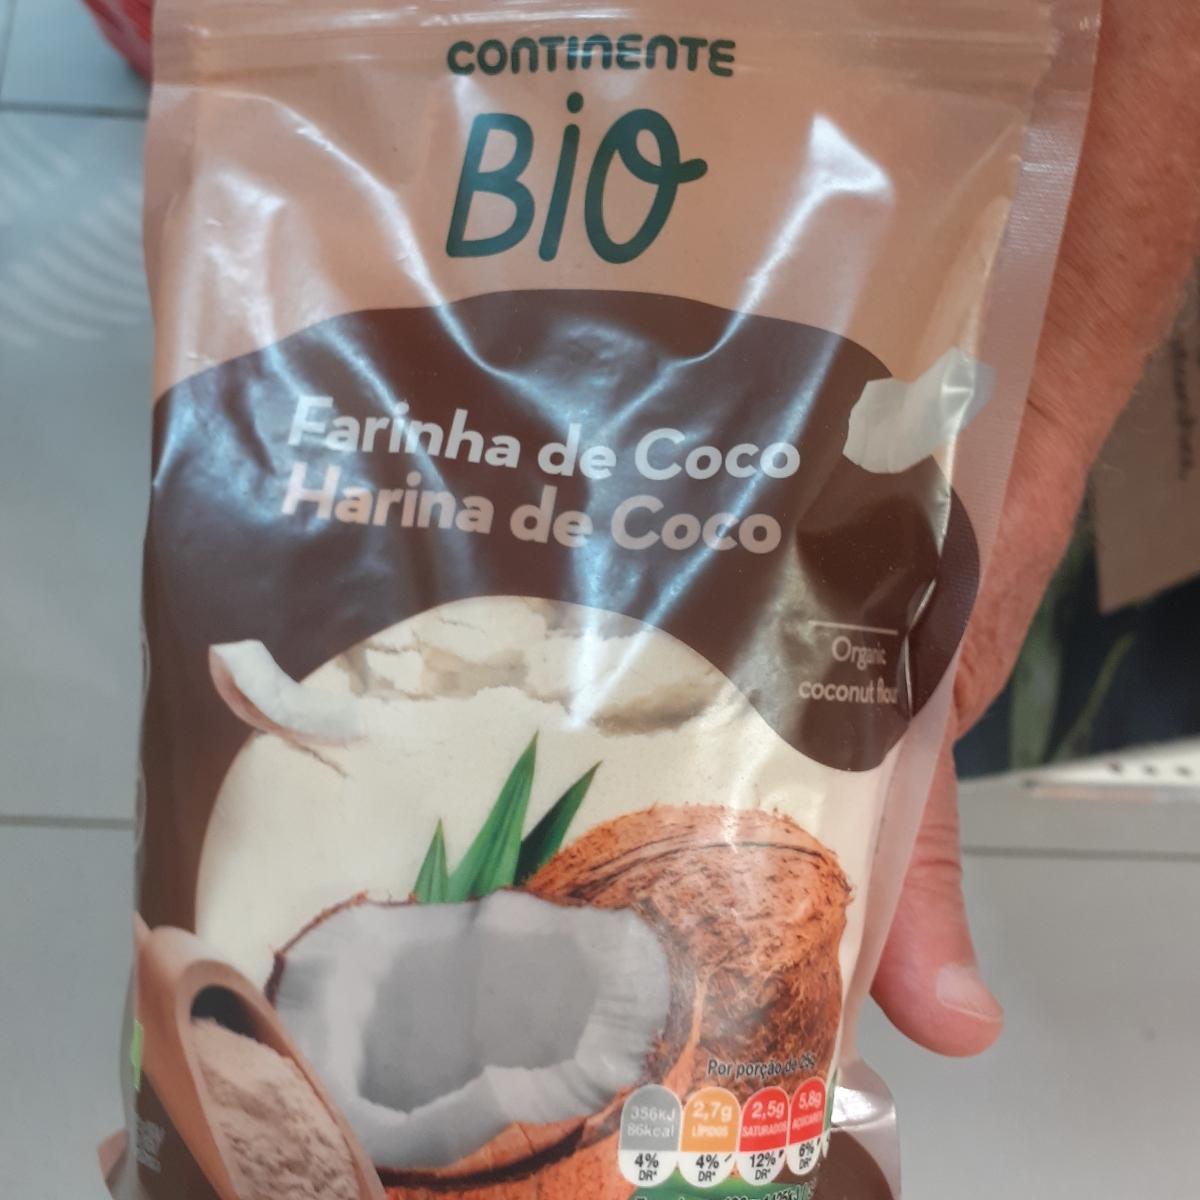 CONTINENTE
BiO
Farinha de Coco
Harina de Coco
Organic
coconut flour
Por porção de 25g
356KJ 2,7g 2,5g 5,8g
86kcal LÍPIDOS SATURADOS AÇÚCARES
4% 4% 12% 6%
DR* DR* DR* DR*